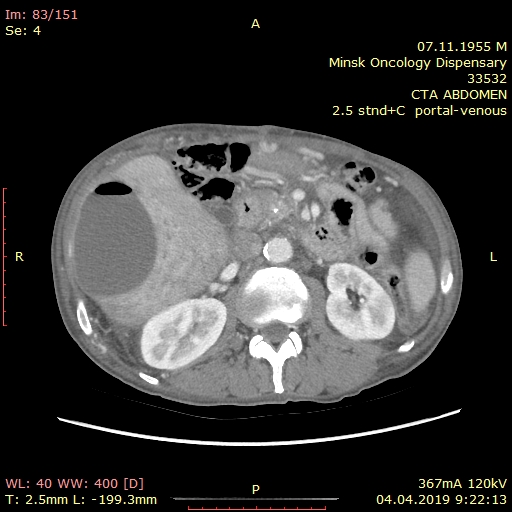 Im: 83/151
Se: 4
A
07.11.1955 M
Minsk Oncology Dispensary
33532
CTA ABDOMEN
2.5 stnd+C portal-venous
R
L
WL: 40 WW: 400 [D]
T: 2.5mm L: -199.3mm
P
367mA 120kV
04.04.2019 9:22:13